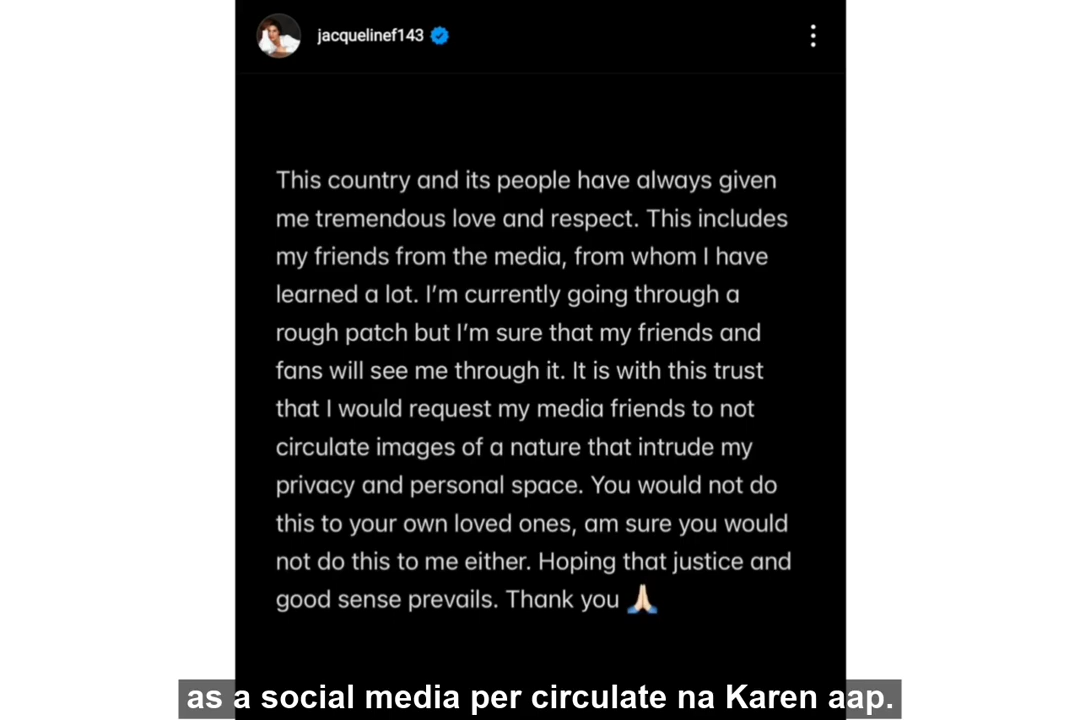 jacquelinef143
This country and its people have always given
me tremendous love and respect. This includes
my friends from the media, from whom I have
learned a lot. I’m currently going through a
rough patch but I’m sure that my friends and
fans will see me through it. It is with this trust
that I would request my media friends to not
circulate images of a nature that intrude my
privacy and personal space. You would not do
this to your own loved ones, am sure you would
not do this to me either. Hoping that justice and
good sense prevails. Thank you 🙏🏻
as a social media per circulate na Karen aap.